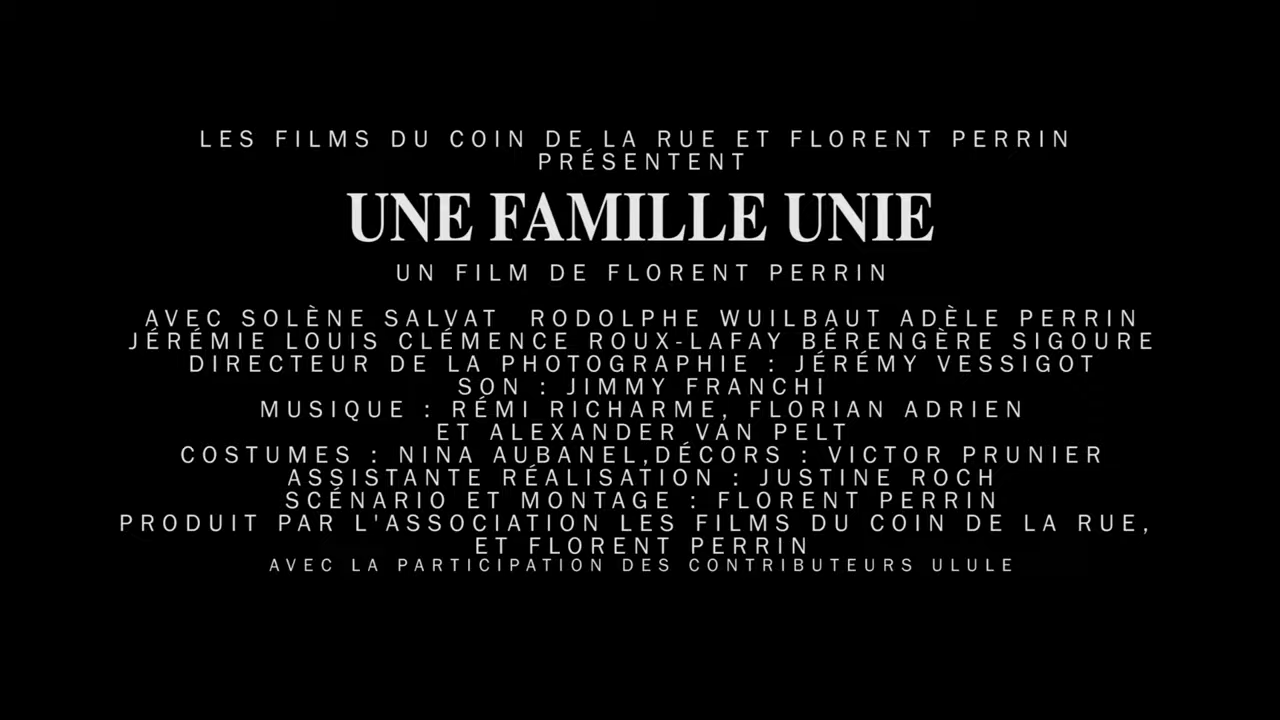 LES FILMS DU COIN DE LA RUE ET FLORENT PERRIN
PRÉSENTENT
UNE FAMILLE UNIE
UN FILM DE FLORENT PERRIN
AVEC SOLÈNE SALVAT RODOLPHE WUILBAUT ADÈLE PERRIN
JÉRÉMIE LOUIS CLÉMENCE ROUX-LAFAY BÉRENGÈRE SIGOURE
DIRECTEUR DE LA PHOTOGRAPHIE : JÉRÉMY VESSIGOT
SON : JIMMY FRANCHI
MUSIQUE : RÉMI RICHARME, FLORIAN ADRIEN
ET ALEXANDER VAN PELT
COSTUMES : NINA AUBANEL,DÉCORS : VICTOR PRUNIER
ASSISTANTE RÉALISATION : JUSTINE ROCH
SCÉNARIO ET MONTAGE : FLORENT PERRIN
PRODUIT PAR L'ASSOCIATION LES FILMS DU COIN DE LA RUE,
ET FLORENT PERRIN
AVEC LA PARTICIPATION DES CONTRIBUTEURS ULULE